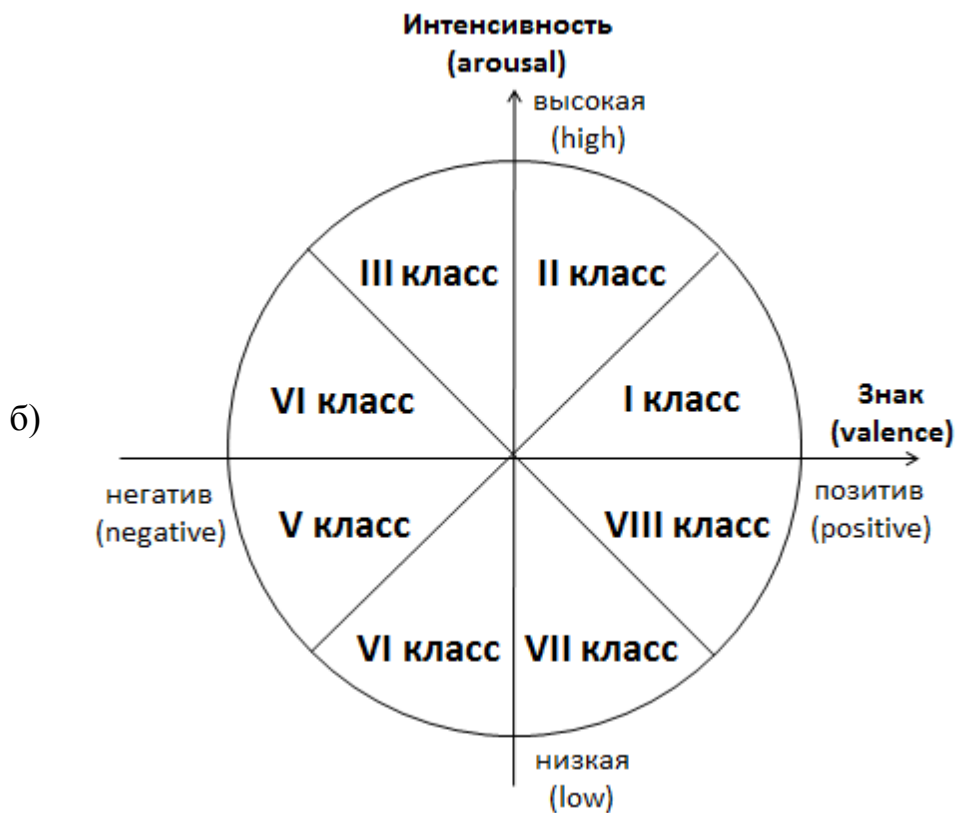 Интенсивность
(arousal)
высокая
(high)
III класс
II класс
VI класс
I класс
Знак
(valence)
б)
негатив
(negative)
позитив
(positive)
V класс
VIII класс
VI класс
VII класс
низкая
(low)